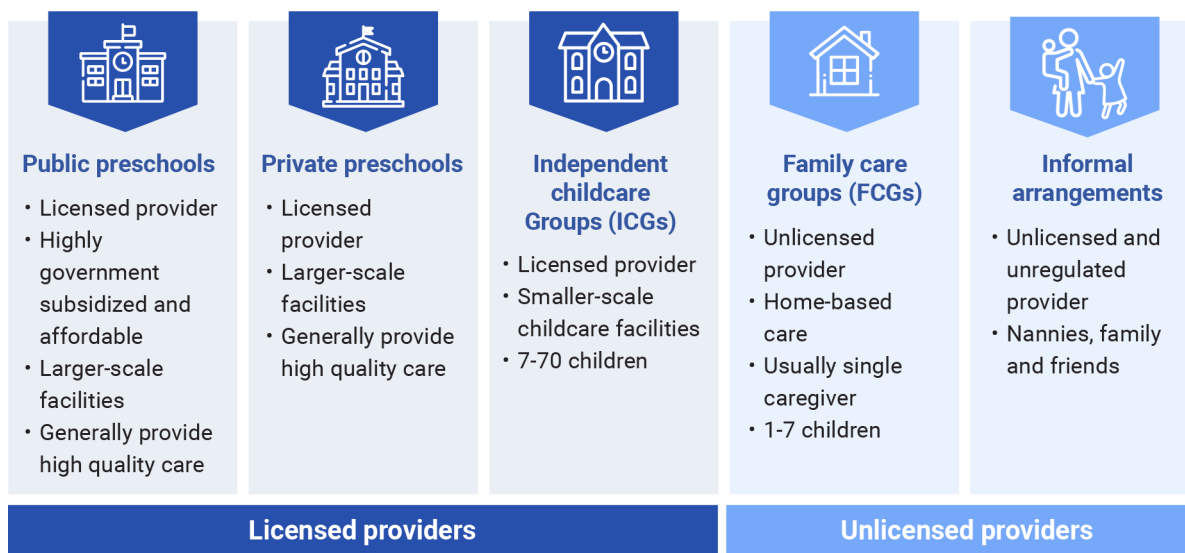 Public preschools
• Licensed provider
• Highly
government
subsidized and
affordable
• Larger-scale
facilities
• Generally provide
high quality care
Private preschools
• Licensed
provider
• Larger-scale
facilities
• Generally provide
high quality care
Independent
childcare
Groups (ICGs)
• Licensed provider
• Smaller-scale
childcare facilities
• 7-70 children
Family care
groups (FCGs)
• Unlicensed
provider
• Home-based
care
• Usually single
caregiver
• 1-7 children
Informal
arrangements
• Unlicensed and
unregulated
provider
• Nannies, family
and friends
Licensed providers
Unlicensed providers